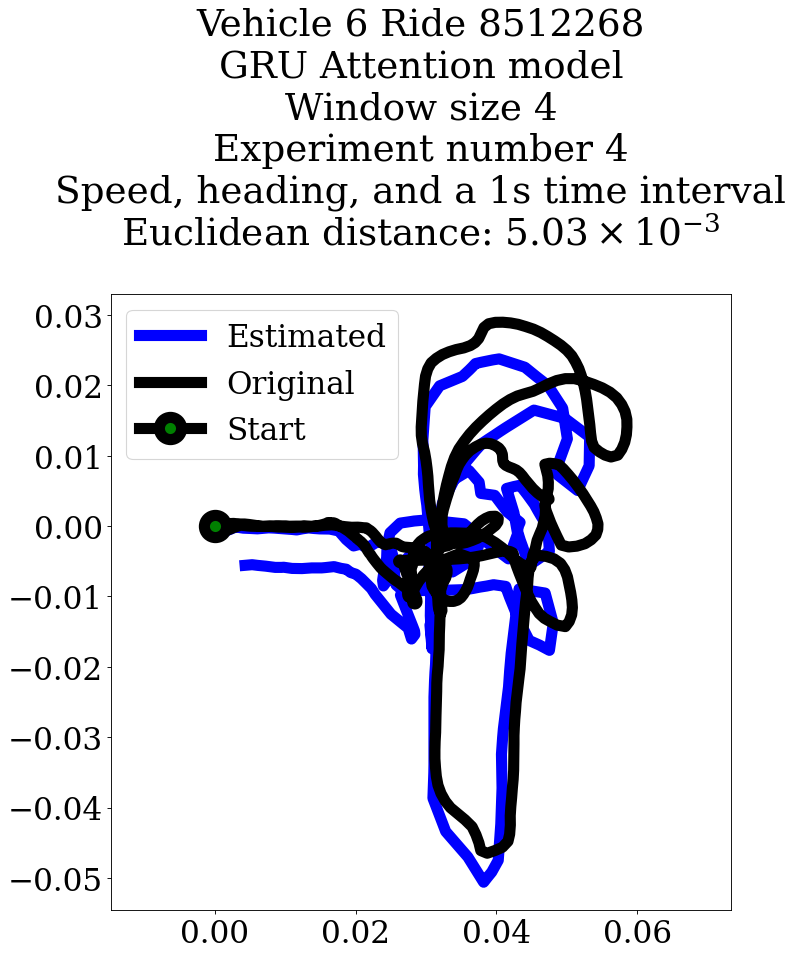 Vehicle 6 Ride 8512268
GRU Attention model
Window size 4
Experiment number 4
Speed, heading, and a 1s time interval
Euclidean distance: 5.03 × 10⁻³
Estimated
Original
Start
0.03
0.02
0.01
0.00
−0.01
−0.02
−0.03
−0.04
−0.05
0.00 0.02 0.04 0.06